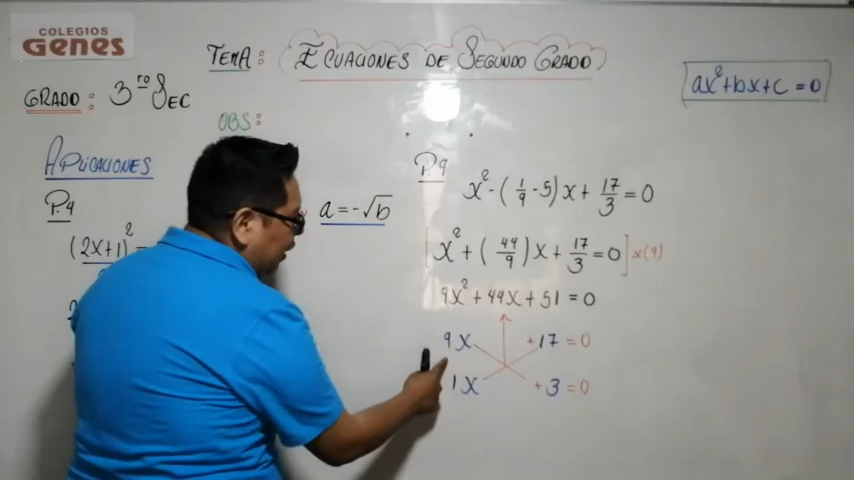 COLEGIOS
Genes
TEMA: ECUACIONES DE SEGUNDO GRADO
ax²+bx+c=0
GRADO: 3ro SEC
OBS:
APLICACIONES
P.4
(2x+1)² =
a = -√b
P.9
x² - (1/9 - 5)x + 17/3 = 0
[x² + (44/9)x + 17/3 = 0] x(9)
9x² + 44x + 51 = 0
9x +17 = 0
1x +3 = 0